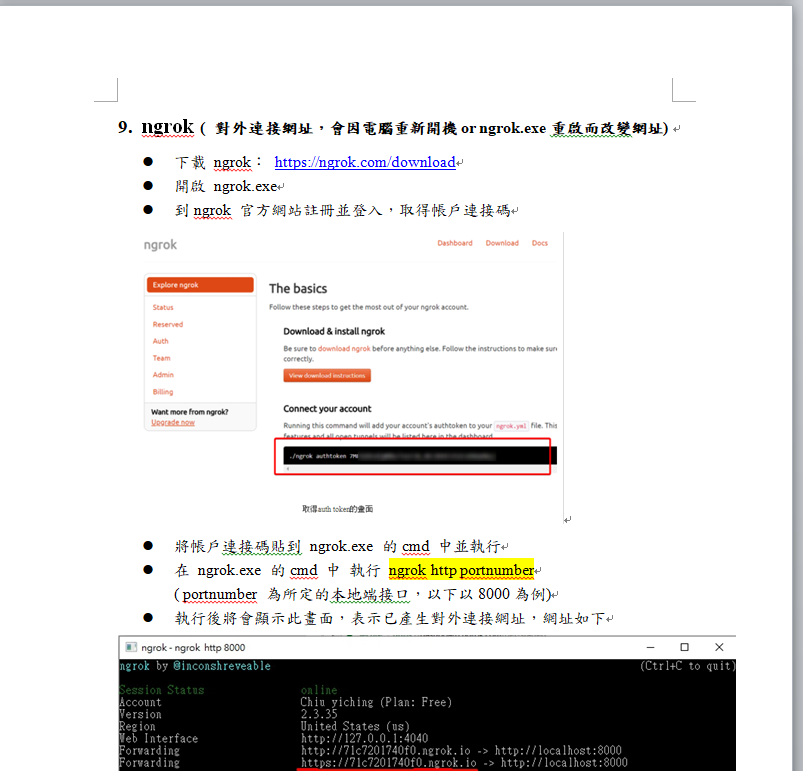 9. ngrok ( 對外連接網址，會因電腦重新開機 or ngrok.exe 重啟而改變網址)
● 下載 ngrok： https://ngrok.com/download
● 開啟 ngrok.exe
● 到 ngrok 官方網站註冊並登入，取得帳戶連接碼
ngrok
Dashboard Download Docs
Explore ngrok
Status
Reserved
Auth
Team
Admin
Billing
Want more from ngrok?
Upgrade now
The basics
Follow these steps to get the most out of your ngrok account.
Download & install ngrok
Be sure to download ngrok before anything else. Follow the instructions to make sur
correctly.
View download instructions
Connect your account
Running this command will add your account's authtoken to your ngrok.yml file. This
features and all open tunnels will be listed here in the dashboard.
./ngrok authtoken 7M
取得auth token的畫面
● 將帳戶連接碼貼到 ngrok.exe 的 cmd 中並執行
● 在 ngrok.exe 的 cmd 中 執行 ngrok http portnumber
( portnumber 為所定的本地端接口，以下以 8000 為例)
● 執行後將會顯示此畫面，表示已產生對外連接網址，網址如下
ngrok - ngrok http 8000
ngrok by @inconshreveable (Ctrl+C to quit)
Session Status online
Account Chiu yiching (Plan: Free)
Version 2.3.35
Region United States (us)
Web Interface http://127.0.0.1:4040
Forwarding http://71c7201740f0.ngrok.io -> http://localhost:8000
Forwarding https://71c7201740f0.ngrok.io -> http://localhost:8000